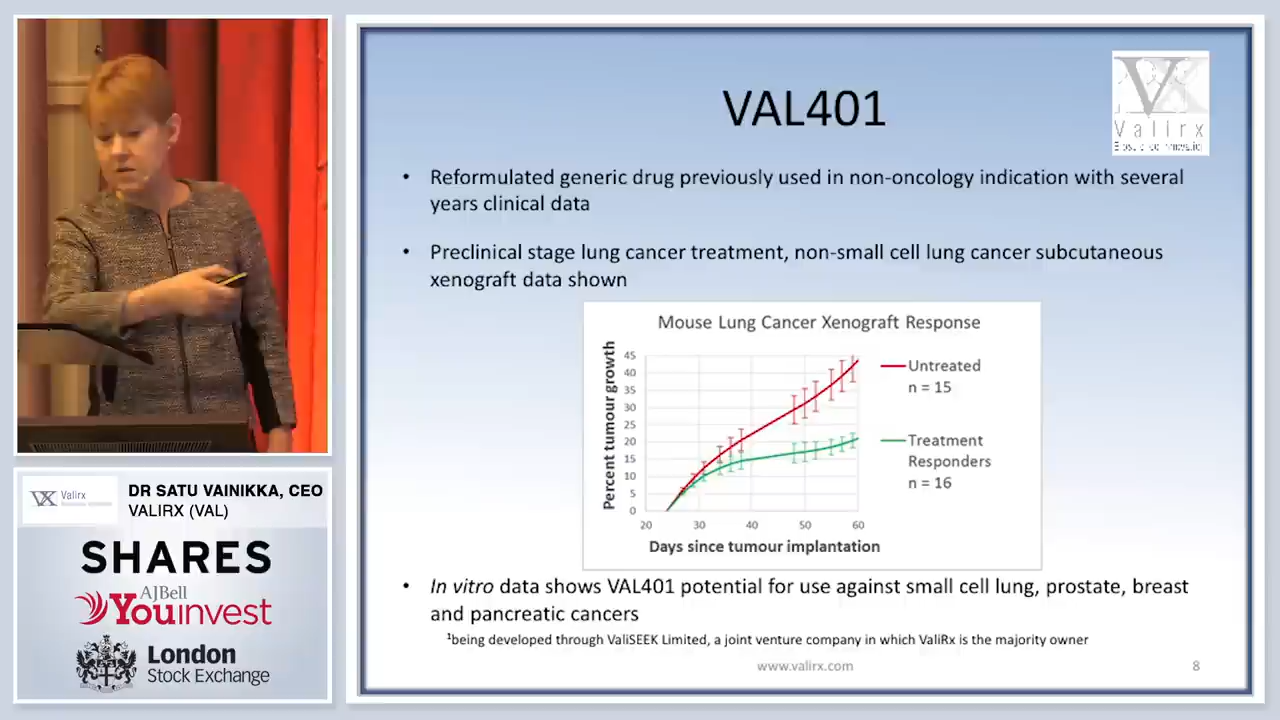 VAL401
Valirx
• Reformulated generic drug previously used in non-oncology indication with several
years clinical data
• Preclinical stage lung cancer treatment, non-small cell lung cancer subcutaneous
xenograft data shown
Mouse Lung Cancer Xenograft Response
Percent tumour growth
45
40
35
30
25
20
15
10
5
0
20 30 40 50 60
Days since tumour implantation
Untreated
n = 15
Treatment
Responders
n = 16
• In vitro data shows VAL401 potential for use against small cell lung, prostate, breast
and pancreatic cancers
¹being developed through ValiSEEK Limited, a joint venture company in which ValiRx is the majority owner
www.valirx.com 8
VX Valirx
DR SATU VAINIKKA, CEO
VALIRX (VAL)
SHARES
AJBell
Youinvest
London
Stock Exchange